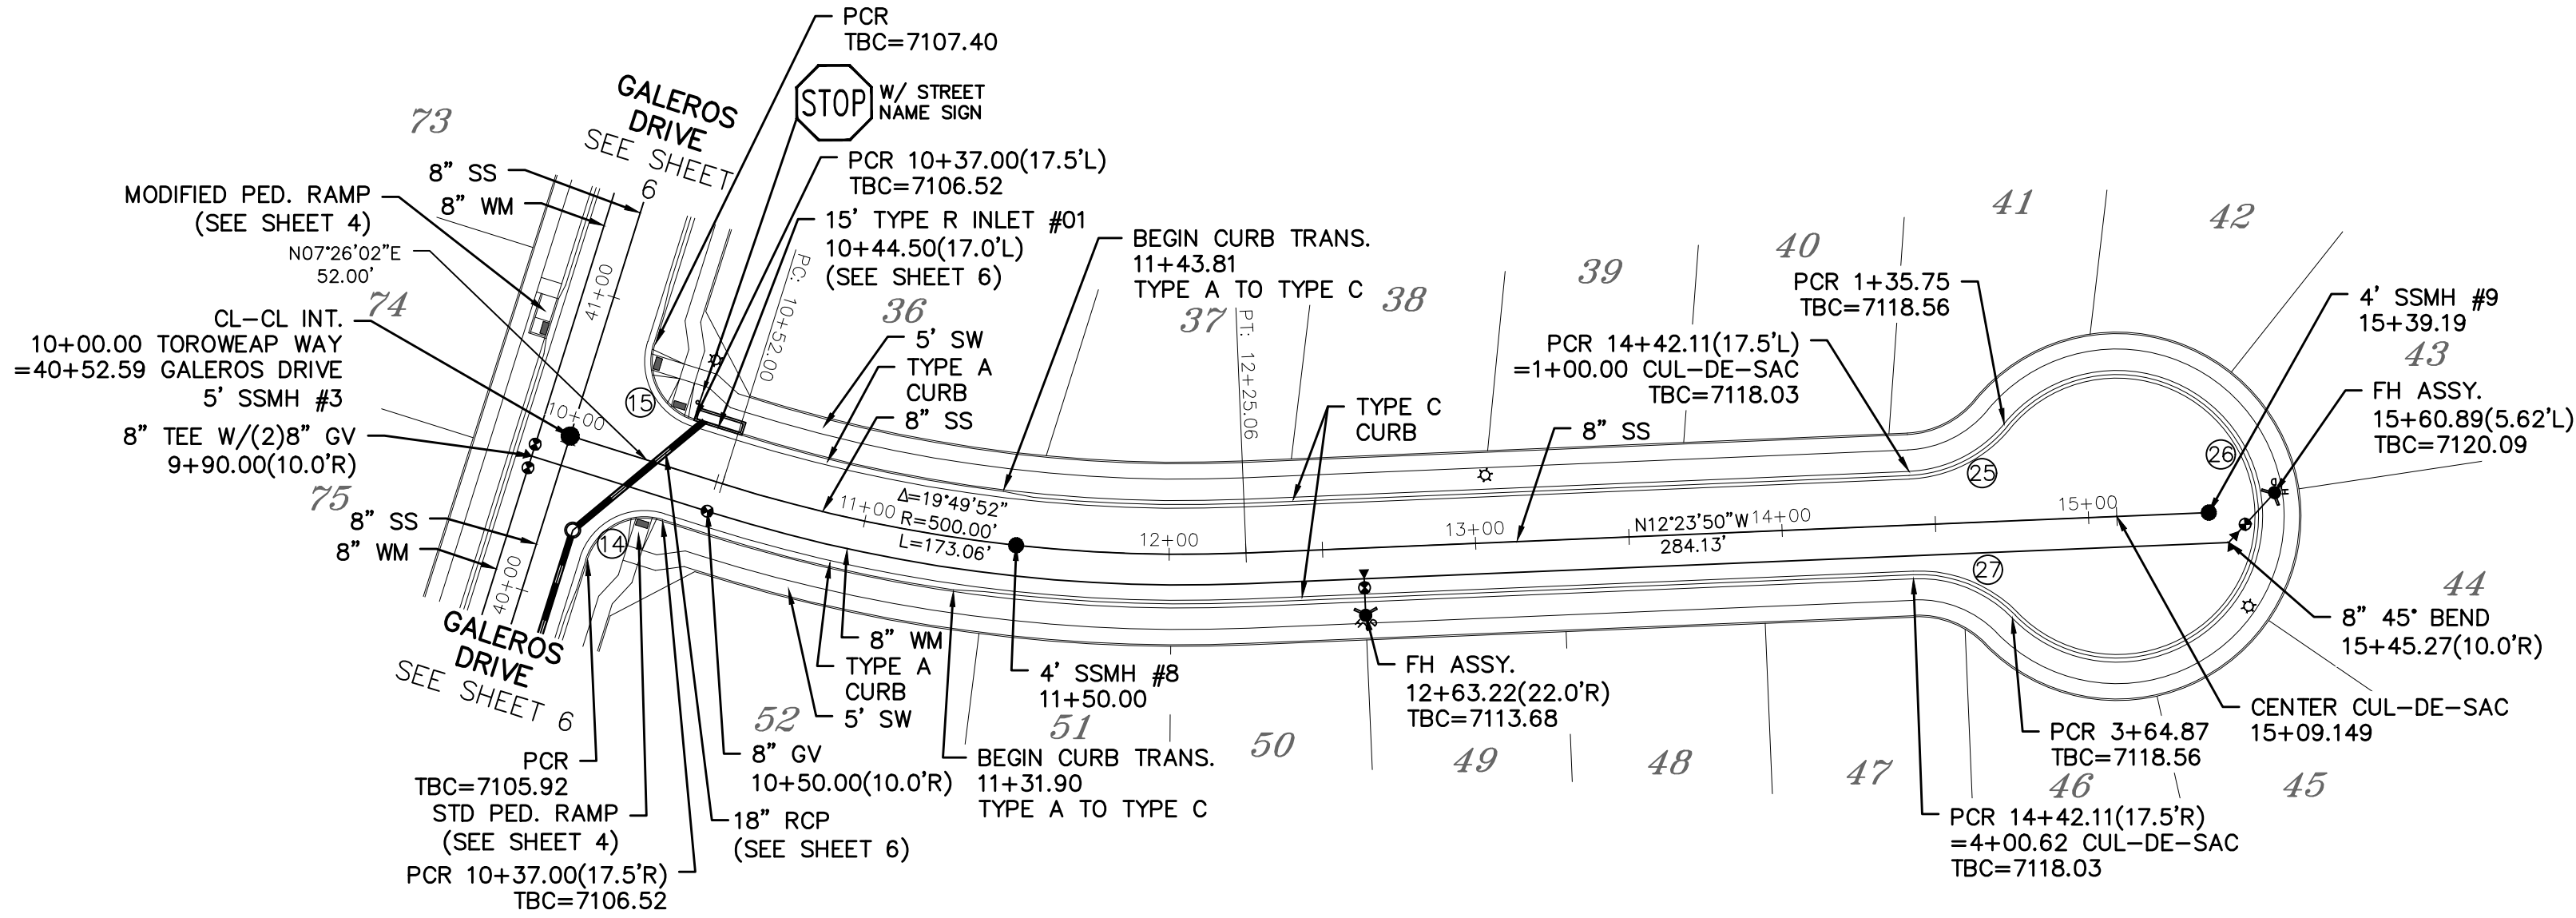 PCR
TBC=7107.40
STOP
W/ STREET
NAME SIGN
GALEROS
DRIVE
SEE SHEET
6
73
8" SS
8" WM
MODIFIED PED. RAMP
(SEE SHEET 4)
N07°26'02"E
52.00'
74
CL-CL INT.
10+00.00 TOROWEAP WAY
=40+52.59 GALEROS DRIVE
5' SSMH #3
8" TEE W/(2)8" GV
9+90.00(10.0'R)
75
8" SS
8" WM
41+00
40+00
10+00
15
14
PCR 10+37.00(17.5'L)
TBC=7106.52
15' TYPE R INLET #01
10+44.50(17.0'L)
(SEE SHEET 6)
PC: 10+52.00
36
5' SW
TYPE A
CURB
8" SS
BEGIN CURB TRANS.
11+43.81
TYPE A TO TYPE C
37
PT: 12+25.06
38
39
40
41
42
43
44
TYPE C
CURB
8" SS
PCR 1+35.75
TBC=7118.56
PCR 14+42.11(17.5'L)
=1+00.00 CUL-DE-SAC
TBC=7118.03
4' SSMH #9
15+39.19
FH ASSY.
15+60.89(5.62'L)
TBC=7120.09
25
26
27
11+00
Δ=19°49'52"
R=500.00'
L=173.06'
12+00
13+00
N12°23'50"W
284.13'
14+00
15+00
8" 45° BEND
15+45.27(10.0'R)
CENTER CUL-DE-SAC
15+09.149
PCR 3+64.87
TBC=7118.56
45
46
47
48
49
50
51
52
PCR 14+42.11(17.5'R)
=4+00.62 CUL-DE-SAC
TBC=7118.03
FH ASSY.
12+63.22(22.0'R)
TBC=7113.68
4' SSMH #8
11+50.00
BEGIN CURB TRANS.
11+31.90
TYPE A TO TYPE C
8" WM
TYPE A
CURB
5' SW
8" GV
10+50.00(10.0'R)
18" RCP
(SEE SHEET 6)
GALEROS
DRIVE
SEE SHEET 6
PCR
TBC=7105.92
STD PED. RAMP
(SEE SHEET 4)
PCR 10+37.00(17.5'R)
TBC=7106.52